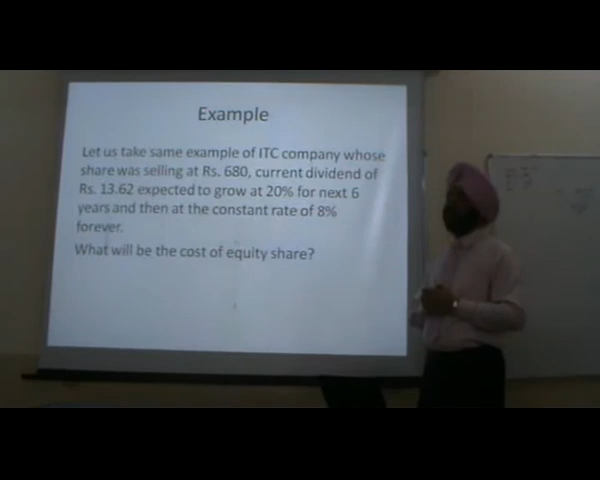 Example
Let us take same example of ITC company whose
share was selling at Rs. 680, current dividend of
Rs. 13.62 expected to grow at 20% for next 6
years and then at the constant rate of 8%
forever.
What will be the cost of equity share?